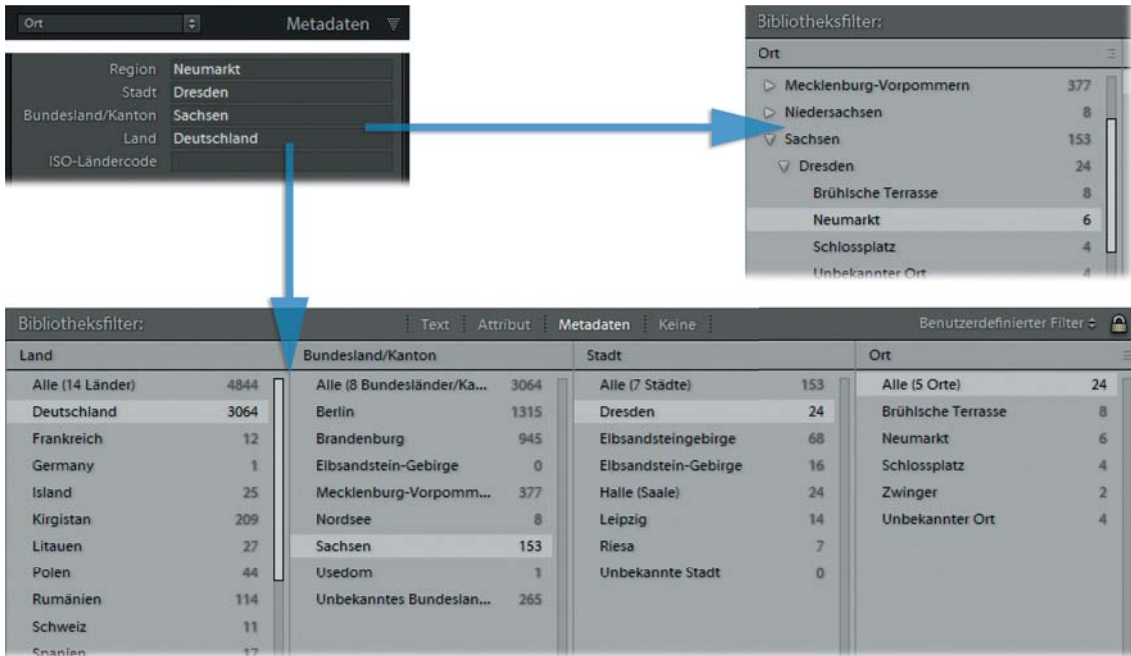 Ort Metadaten
Region Neumarkt
Stadt Dresden
Bundesland/Kanton Sachsen
Land Deutschland
ISO-Ländercode
Bibliotheksfilter:
Ort
Mecklenburg-Vorpommern 377
Niedersachsen 8
Sachsen 153
Dresden 24
Brühlsche Terrasse 8
Neumarkt 6
Schlossplatz 4
Unbekannter Ort 4
Bibliotheksfilter: Text Attribut Metadaten Keine Benutzerdefinierter Filter
Land Bundesland/Kanton Stadt Ort
Alle (14 Länder) 4844 Alle (8 Bundesländer/Ka... 3064 Alle (7 Städte) 153 Alle (5 Orte) 24
Deutschland 3064 Berlin 1315 Dresden 24 Brühlsche Terrasse 8
Frankreich 12 Brandenburg 945 Elbsandsteingebirge 68 Neumarkt 6
Germany 1 Elbsandstein-Gebirge 0 Elbsandstein-Gebirge 16 Schlossplatz 4
Island 25 Mecklenburg-Vorpomm... 377 Halle (Saale) 24 Zwinger 2
Kirgistan 209 Nordsee 8 Leipzig 14 Unbekannter Ort 4
Litauen 27 Sachsen 153 Riesa 7
Polen 44 Usedom 1 Unbekannte Stadt 0
Rumänien 114 Unbekanntes Bundeslan... 265
Schweiz 11
Spanien 17